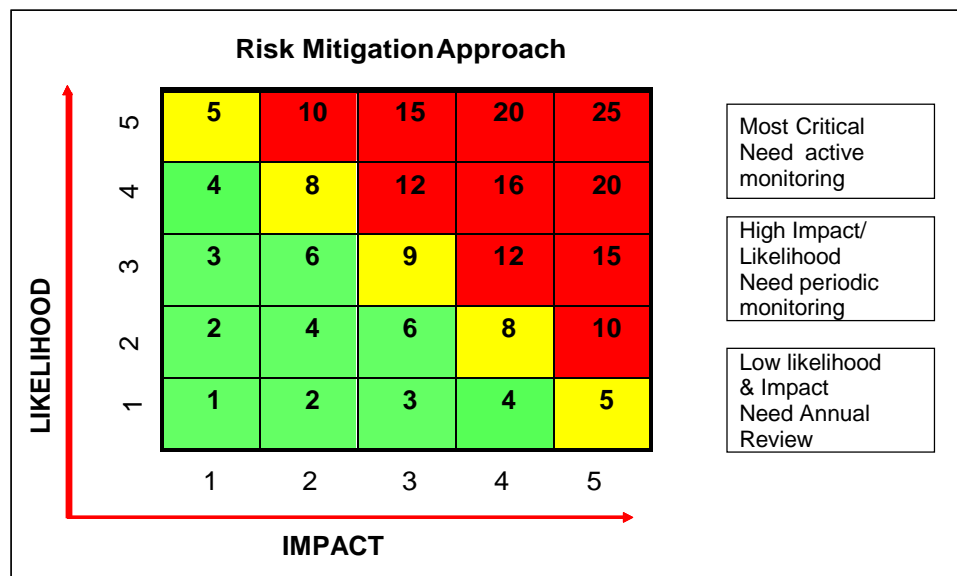 Risk Mitigation Approach
5 5 10 15 20 25
4 4 8 12 16 20
3 3 6 9 12 15
2 2 4 6 8 10
1 1 2 3 4 5
1 2 3 4 5
LIKELIHOOD
IMPACT
Most Critical
Need active
monitoring
High Impact/
Likelihood
Need periodic
monitoring
Low likelihood
& Impact
Need Annual
Review